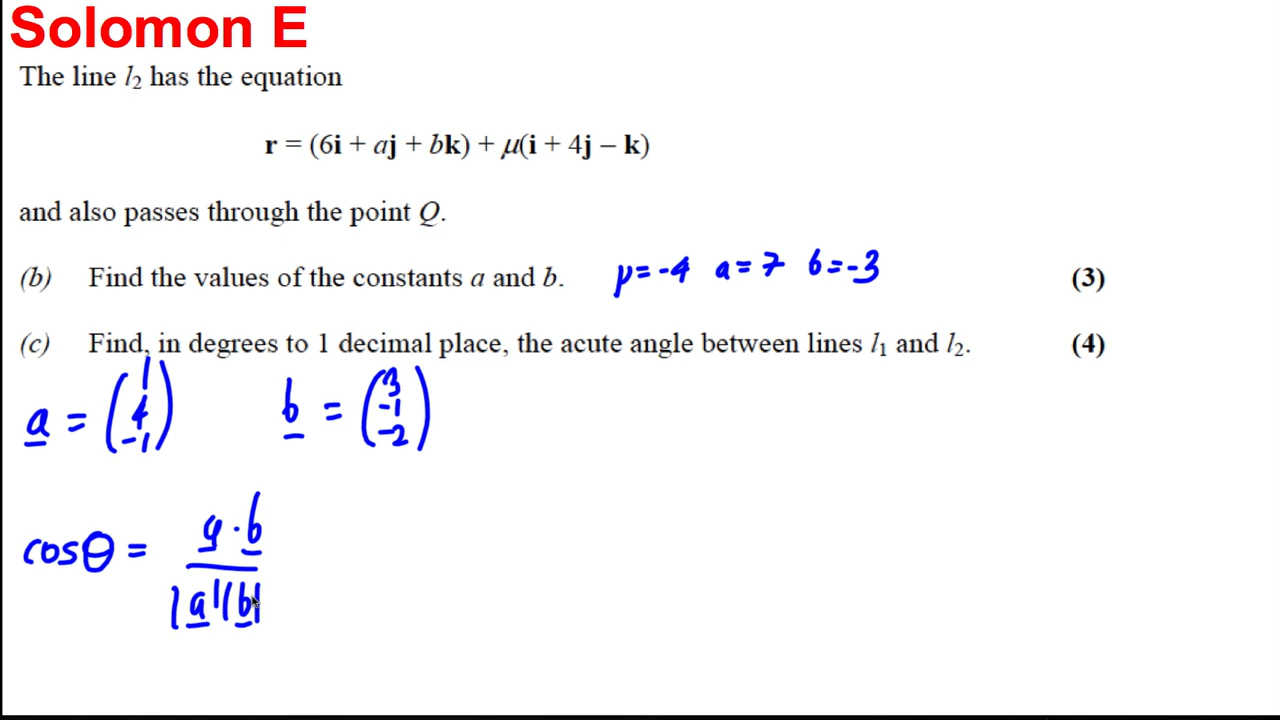 Solomon E
The line l₂ has the equation
r = (6i + aj + bk) + μ(i + 4j – k)
and also passes through the point Q.
(b) Find the values of the constants a and b. μ=-4 a=7 b=-3 (3)
(c) Find, in degrees to 1 decimal place, the acute angle between lines l₁ and l₂. (4)
a = (1 4 -1) b = (3 -1 -2)
cosθ = a·b
|a||b|